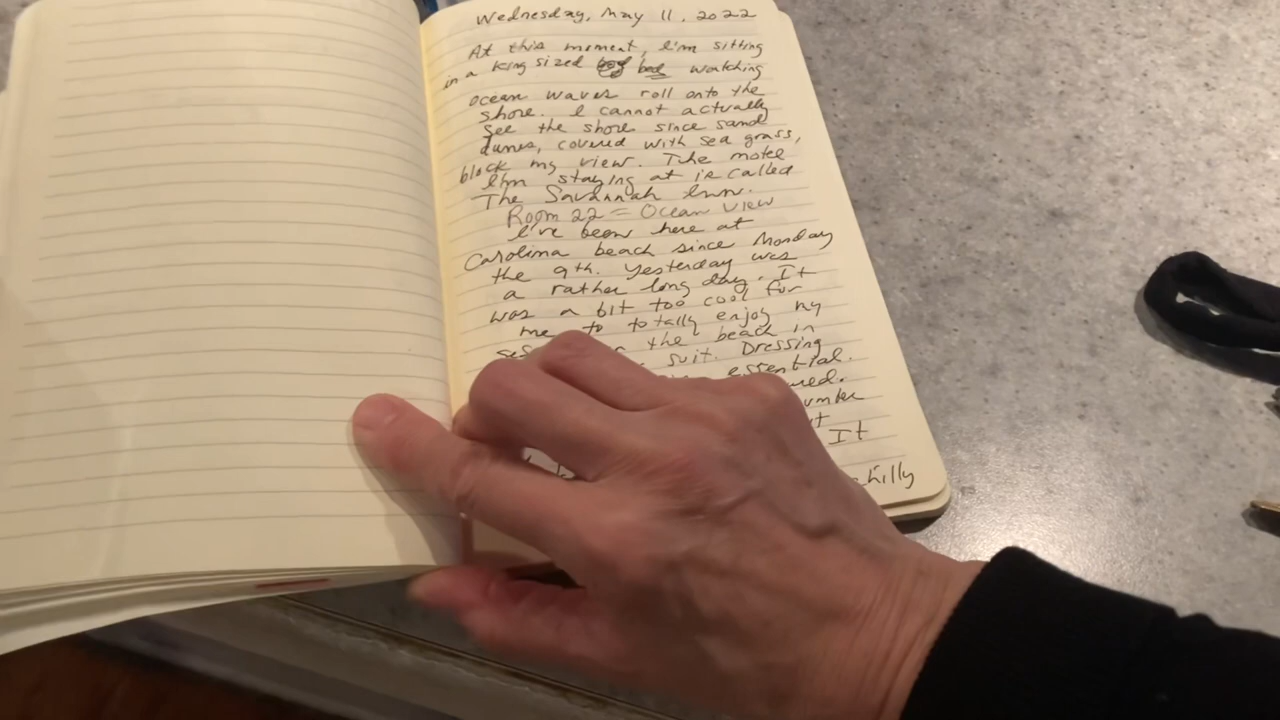 Wednesday, May 11, 2022
At this moment, I'm sitting
in a king sized bed watching
ocean waves roll onto the
shore. I cannot actually
see the shore since sand
dunes, covered with sea grass,
block my view. The motel
I'm staying at is called
The Savannah Inn.
Room 22 = Ocean View
I've been here at
Carolina beach since Monday
the 9th. Yesterday was
a rather long day. It
was a bit too cool for
me to totally enjoy my
the beach in
suit. Dressing
essential.
It
chilly